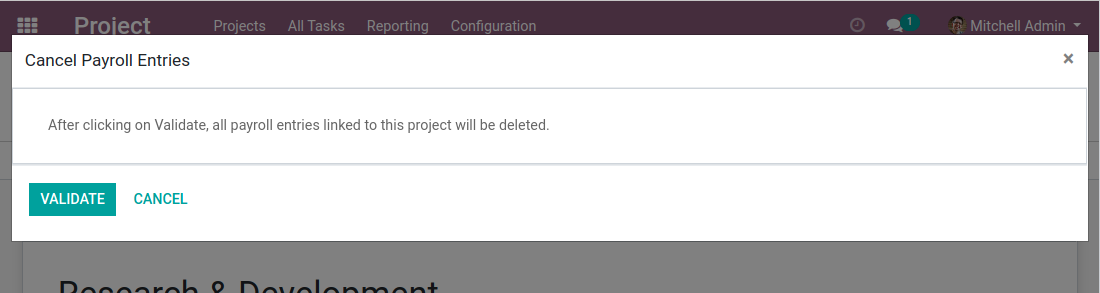 Project Projects All Tasks Reporting Configuration 1 Mitchell Admin
Cancel Payroll Entries ×
After clicking on Validate, all payroll entries linked to this project will be deleted.
VALIDATE CANCEL
Research & Development